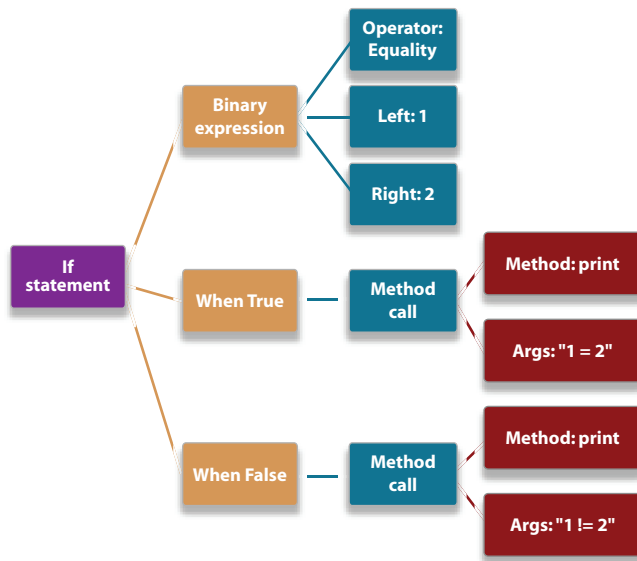 Operator:
Equality
Binary
expression
Left: 1
Right: 2
If
statement
When True
Method
call
Method: print
Args: "1 = 2"
When False
Method
call
Method: print
Args: "1 != 2"